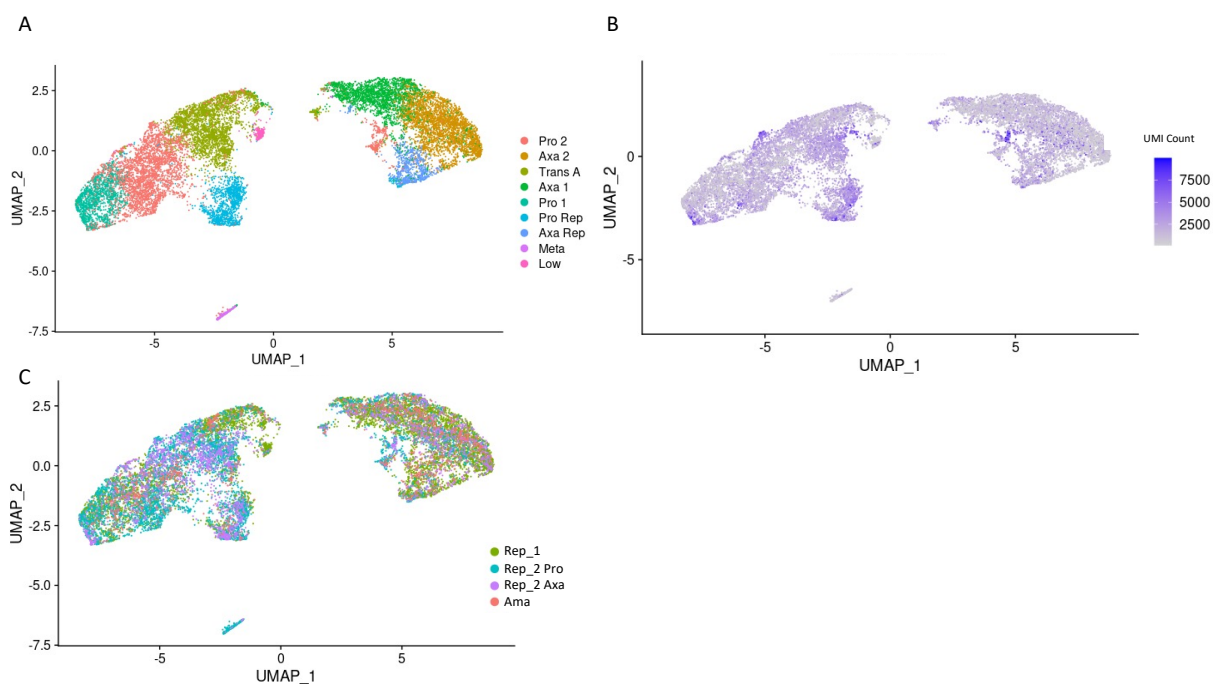 A
2.5
0.0
-2.5
-5.0
-7.5
UMAP_2
-5
0
5
UMAP_1
Pro 2
Axa 2
Trans A
Axa 1
Pro 1
Pro Rep
Axa Rep
Meta
Low
B
0
-5
UMAP_2
-5
0
5
UMAP_1
UMI Count
7500
5000
2500
C
2.5
0.0
-2.5
-5.0
-7.5
UMAP_2
-5
0
5
UMAP_1
Rep_1
Rep_2 Pro
Rep_2 Axa
Ama